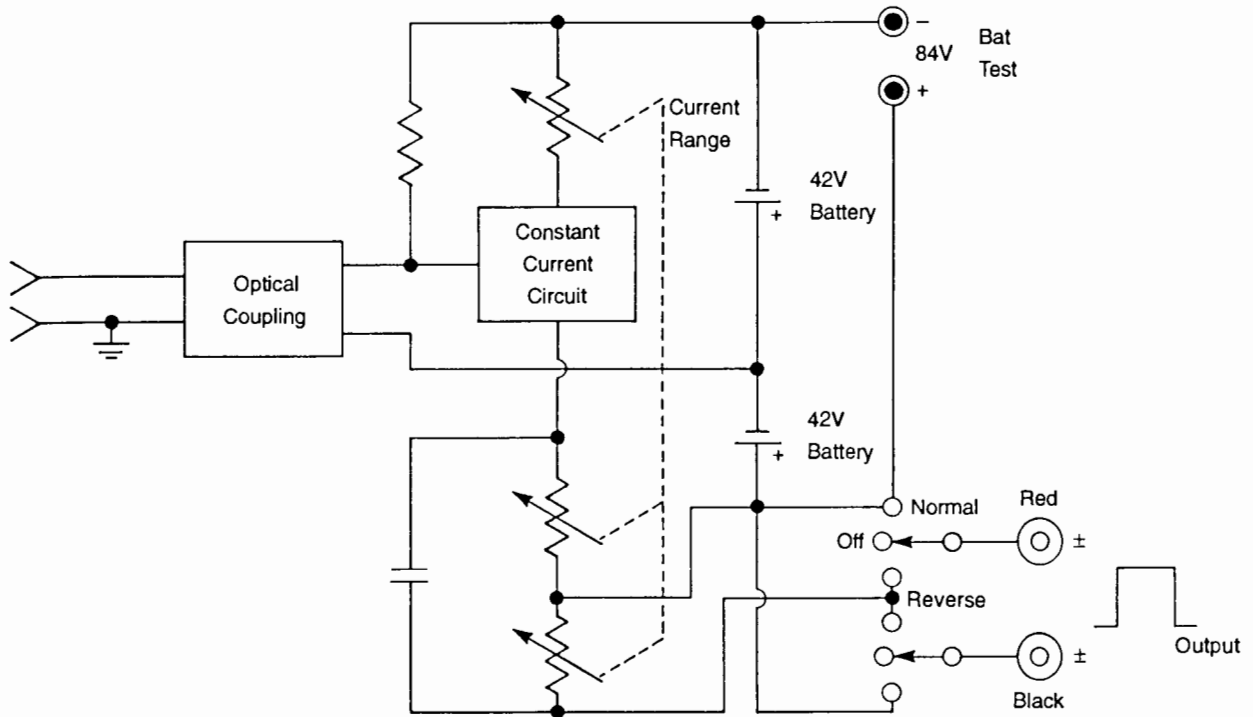 −
84V
Bat
Test
+
Current
Range
42V
Battery
+
Constant
Current
Circuit
Optical
Coupling
42V
Battery
+
Normal
Red
Off
±
Reverse
Output
±
Black